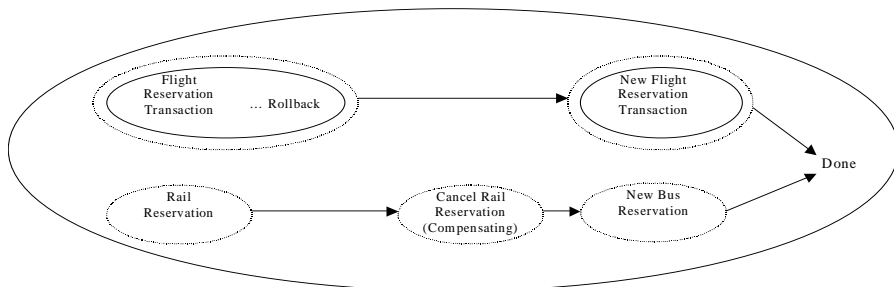 Flight
Reservation
Transaction
… Rollback
New Flight
Reservation
Transaction
Done
Rail
Reservation
Cancel Rail
Reservation
(Compensating)
New Bus
Reservation